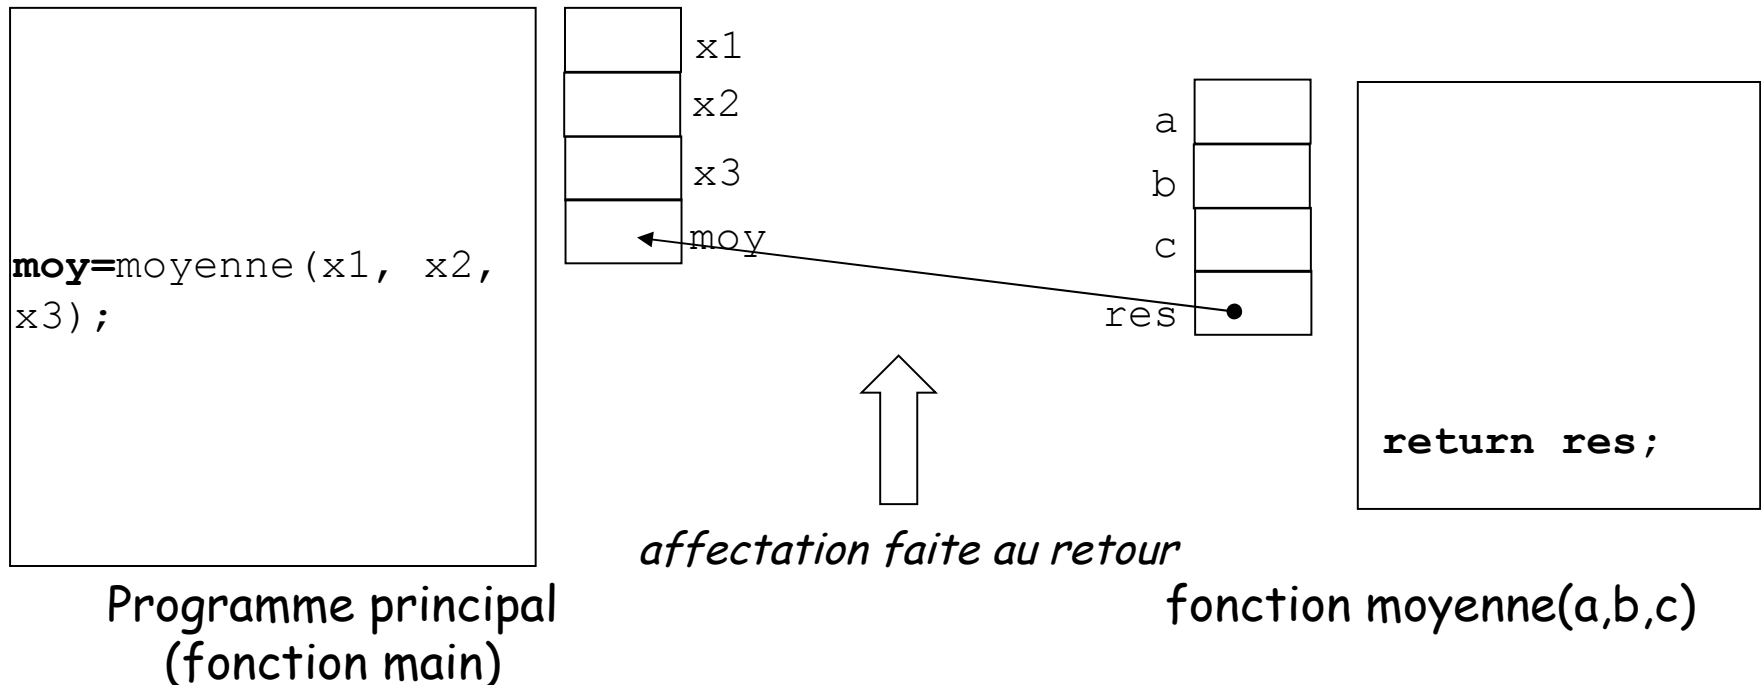 moy=moyenne(x1, x2,
x3);
x1
x2
x3
moy
a
b
c
res
return res;
affectation faite au retour
Programme principal
(fonction main)
fonction moyenne(a,b,c)